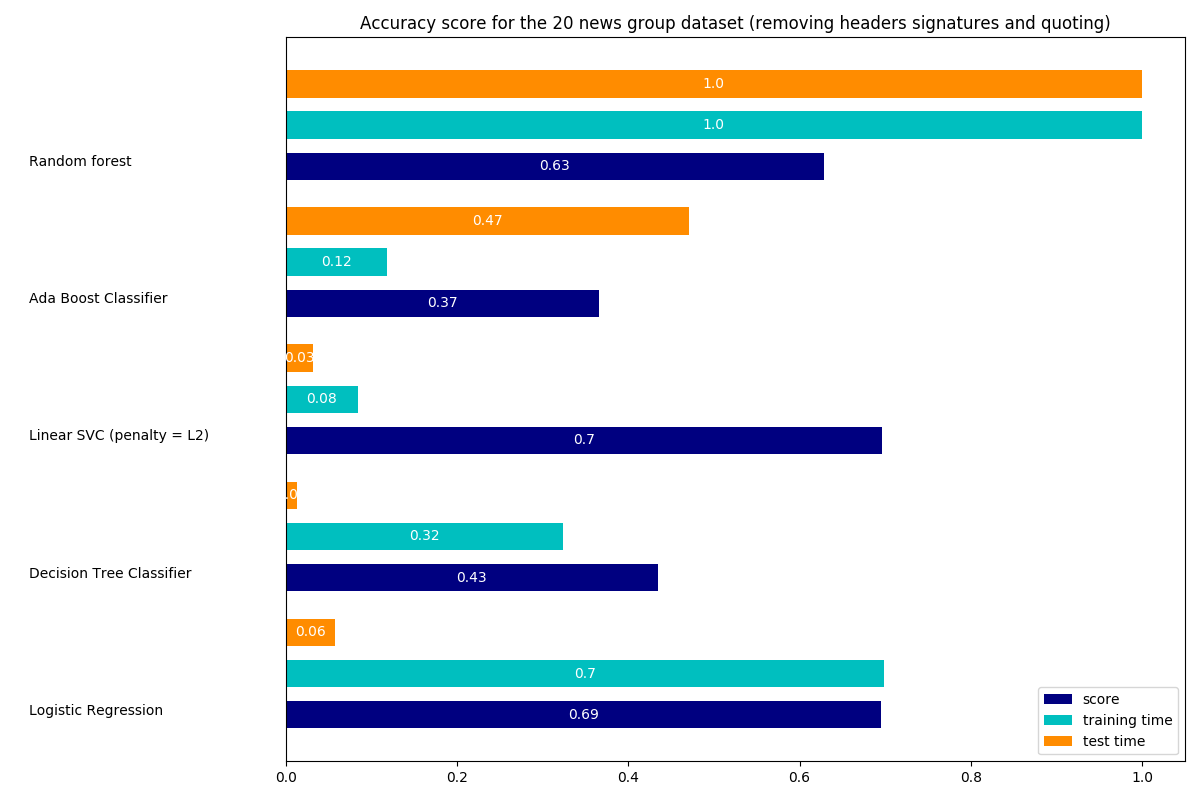 Accuracy score for the 20 news group dataset (removing headers signatures and quoting)
1.0
1.0
Random forest
0.63
0.47
0.12
Ada Boost Classifier
0.37
0.03
0.08
Linear SVC (penalty = L2)
0.7
0.32
Decision Tree Classifier
0.43
0.06
0.7
Logistic Regression
0.69
score
training time
test time
0.0 0.2 0.4 0.6 0.8 1.0